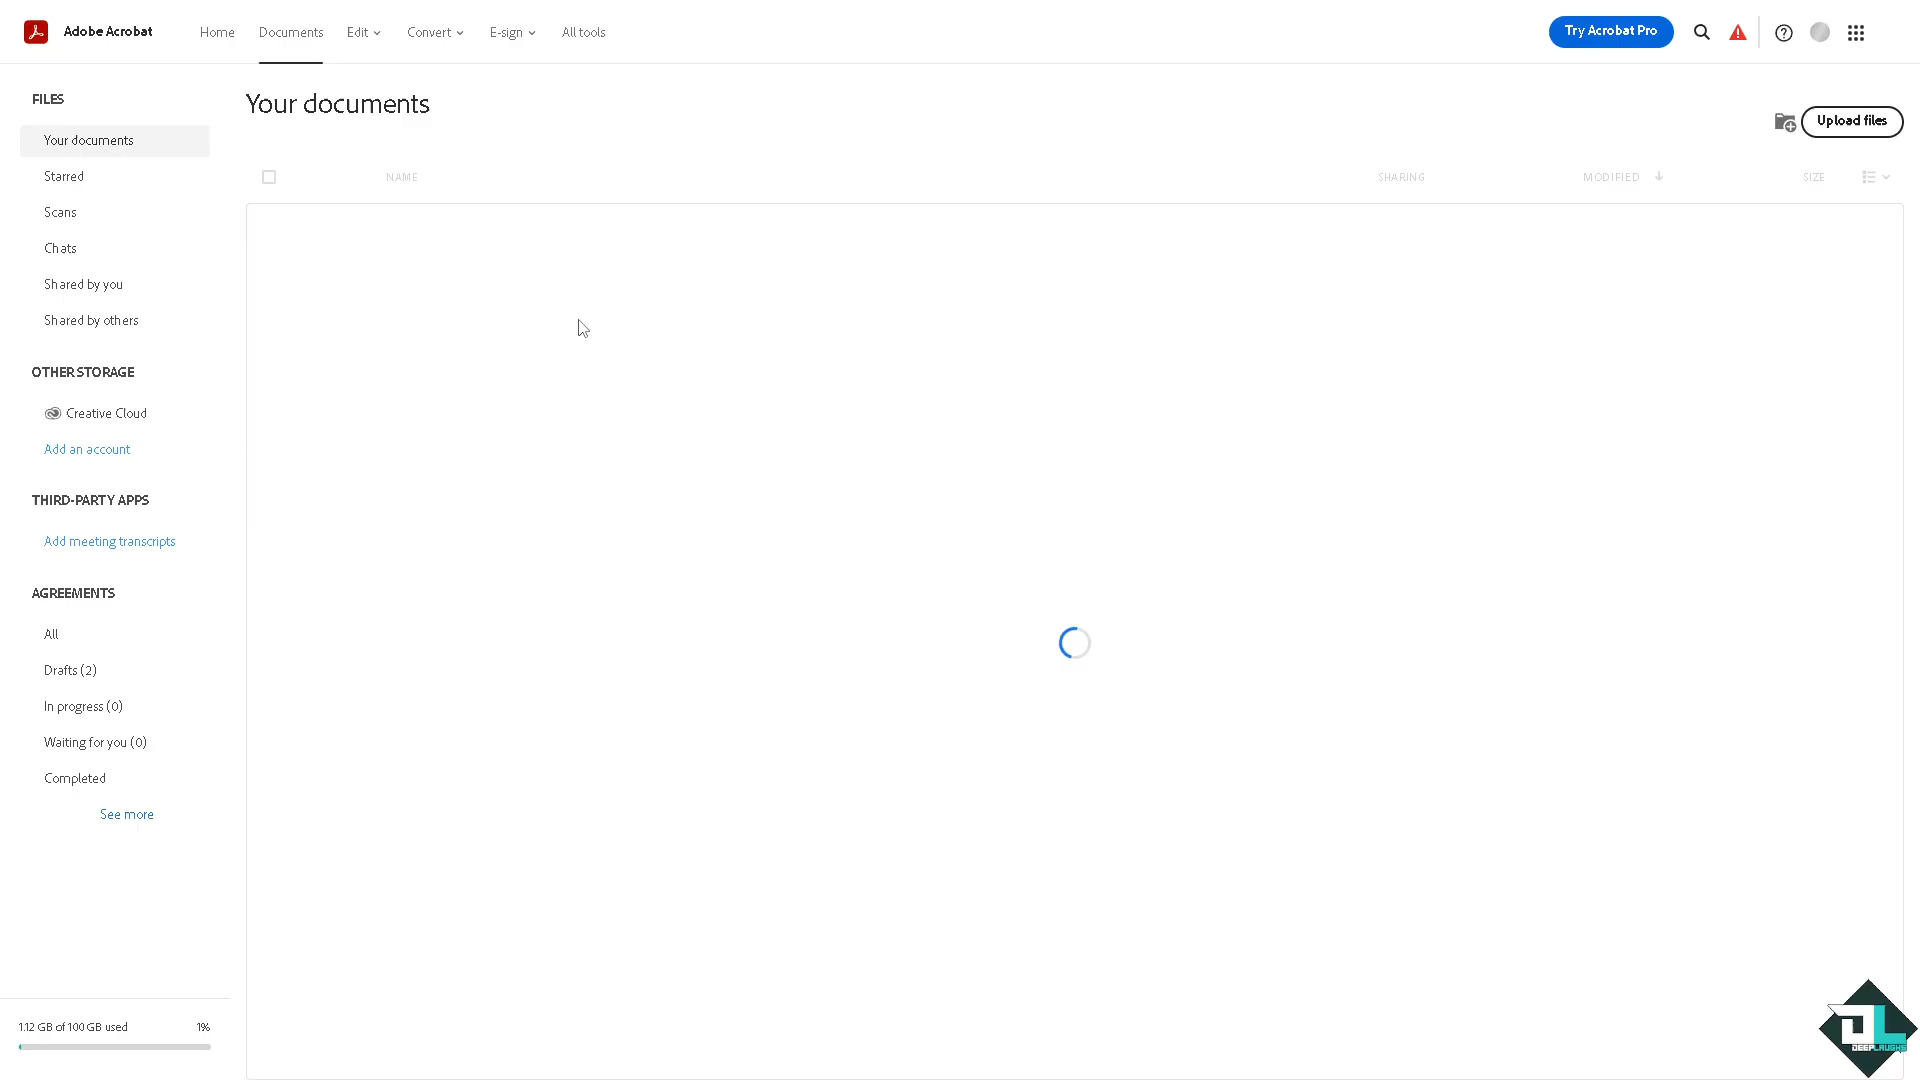 Adobe Acrobat
Home
Documents
Edit
Convert
E-sign
All tools
Try Acrobat Pro
FILES
Your documents
Starred
Scans
Chats
Shared by you
Shared by others
OTHER STORAGE
Creative Cloud
Add an account
THIRD-PARTY APPS
Add meeting transcripts
AGREEMENTS
All
Drafts (2)
In progress (0)
Waiting for you (0)
Completed
See more
1.12 GB of 100 GB used
1%
Your documents
Upload files
NAME
SHARING
MODIFIED
SIZE
DL
DEEPLAUGHS